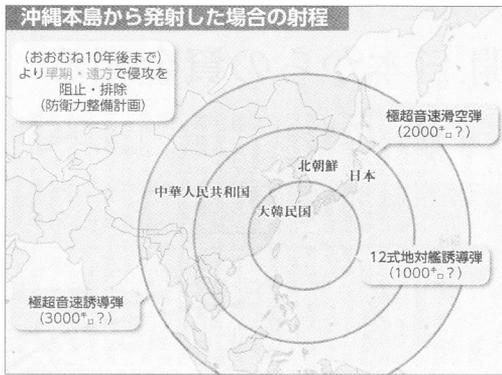 沖縄本島から発射した場合の射程
(おおむね10年後まで)
より早期・遠方で侵攻を
阻止・排除
(防衛力整備計画)
極超音速滑空弾
(2000㌔?)
北朝鮮
日本
中華人民共和国
大韓民国
12式地対艦誘導弾
(1000㌔?)
極超音速誘導弾
(3000㌔?)